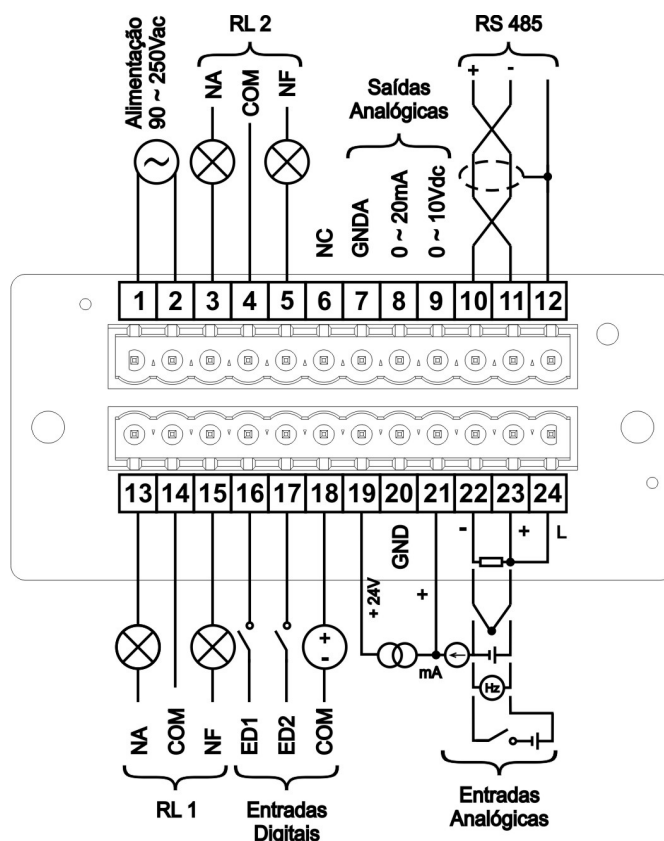 RL 2
RS 485
Alimentação
90 ~ 250Vac
NA
COM
NF
Saídas
Analógicas
+
-
NC
GNDA
0 ~ 20mA
0 ~ 10Vdc
~
1 2 3 4 5 6 7 8 9 10 11 12
13 14 15 16 17 18 19 20 21 22 23 24
GND
-
+
L
+ 24V
+
+
-
mA
Hz
NA
COM
NF
ED1
ED2
COM
RL 1
Entradas
Digitais
Entradas
Analógicas